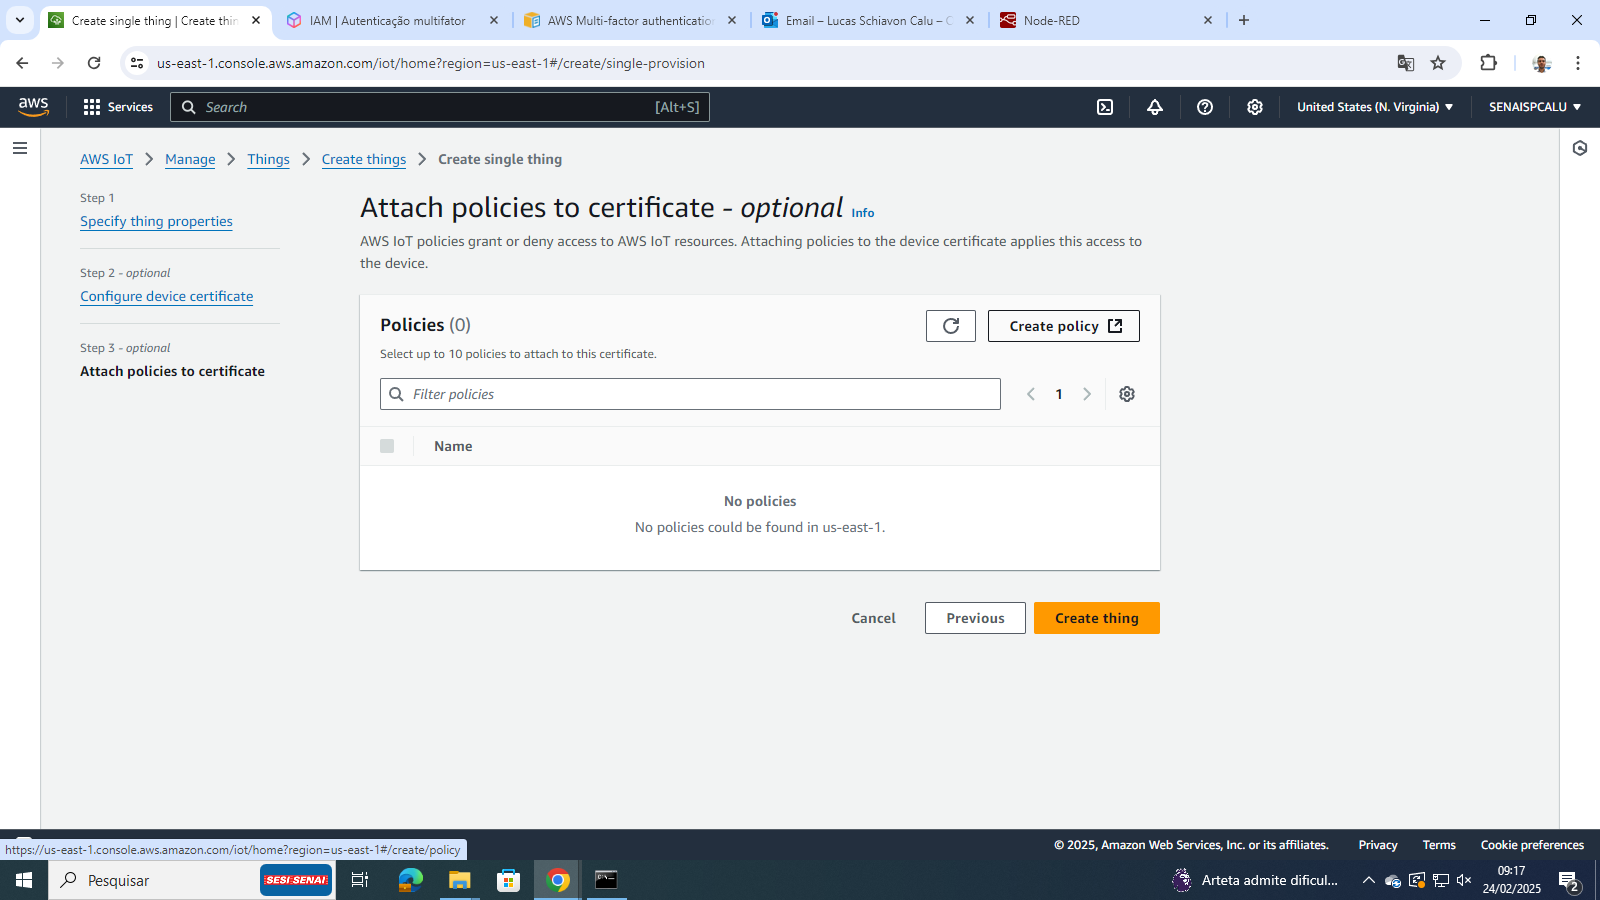 Create single thing | Create thin
IAM | Autenticação multifator
AWS Multi-factor authentication
Email – Lucas Schiavon Calu – O
Node-RED
us-east-1.console.aws.amazon.com/iot/home?region=us-east-1#/create/single-provision
aws
Services
Search
[Alt+S]
United States (N. Virginia)
SENAISPCALU
AWS IoT
Manage
Things
Create things
Create single thing
Step 1
Specify thing properties
Step 2 - optional
Configure device certificate
Step 3 - optional
Attach policies to certificate
Attach policies to certificate - optional Info
AWS IoT policies grant or deny access to AWS IoT resources. Attaching policies to the device certificate applies this access to
the device.
Policies (0)
Create policy
Select up to 10 policies to attach to this certificate.
Filter policies
1
Name
No policies
No policies could be found in us-east-1.
Cancel
Previous
Create thing
© 2025, Amazon Web Services, Inc. or its affiliates.
Privacy
Terms
Cookie preferences
https://us-east-1.console.aws.amazon.com/iot/home?region=us-east-1#/create/policy
Pesquisar
SESI SENAI
Arteta admite dificul...
09:17
24/02/2025
2